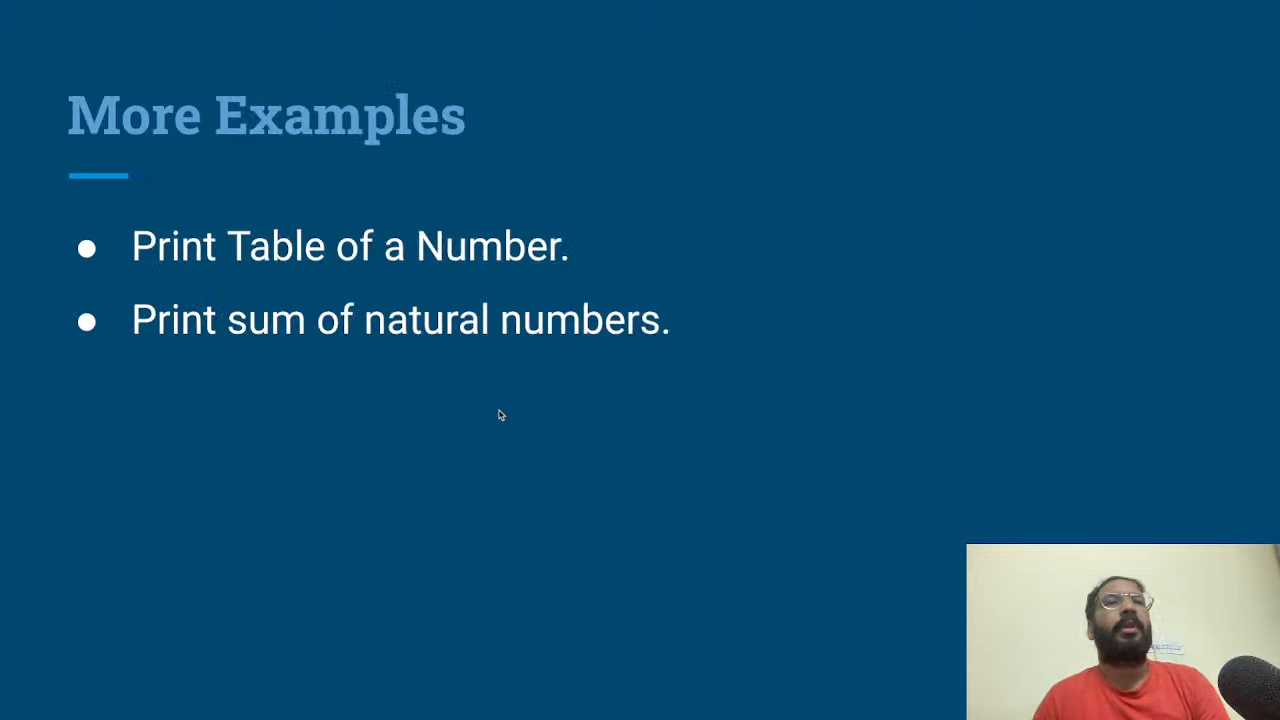 More Examples
● Print Table of a Number.
● Print sum of natural numbers.